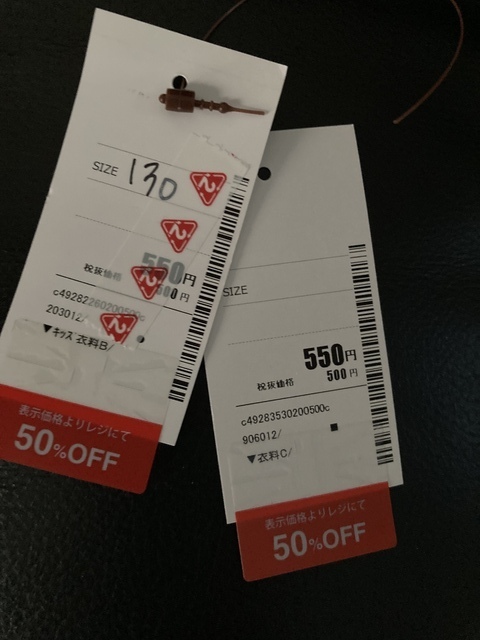 SIZE 130
550円
税抜価格 500円
c49282260200500c
203012/
▼キッズ 衣料B/
表示価格よりレジにて
50%OFF
SIZE
550円
税抜価格 500円
c49283530200500c
906012/
▼衣料C/
表示価格よりレジにて
50%OFF